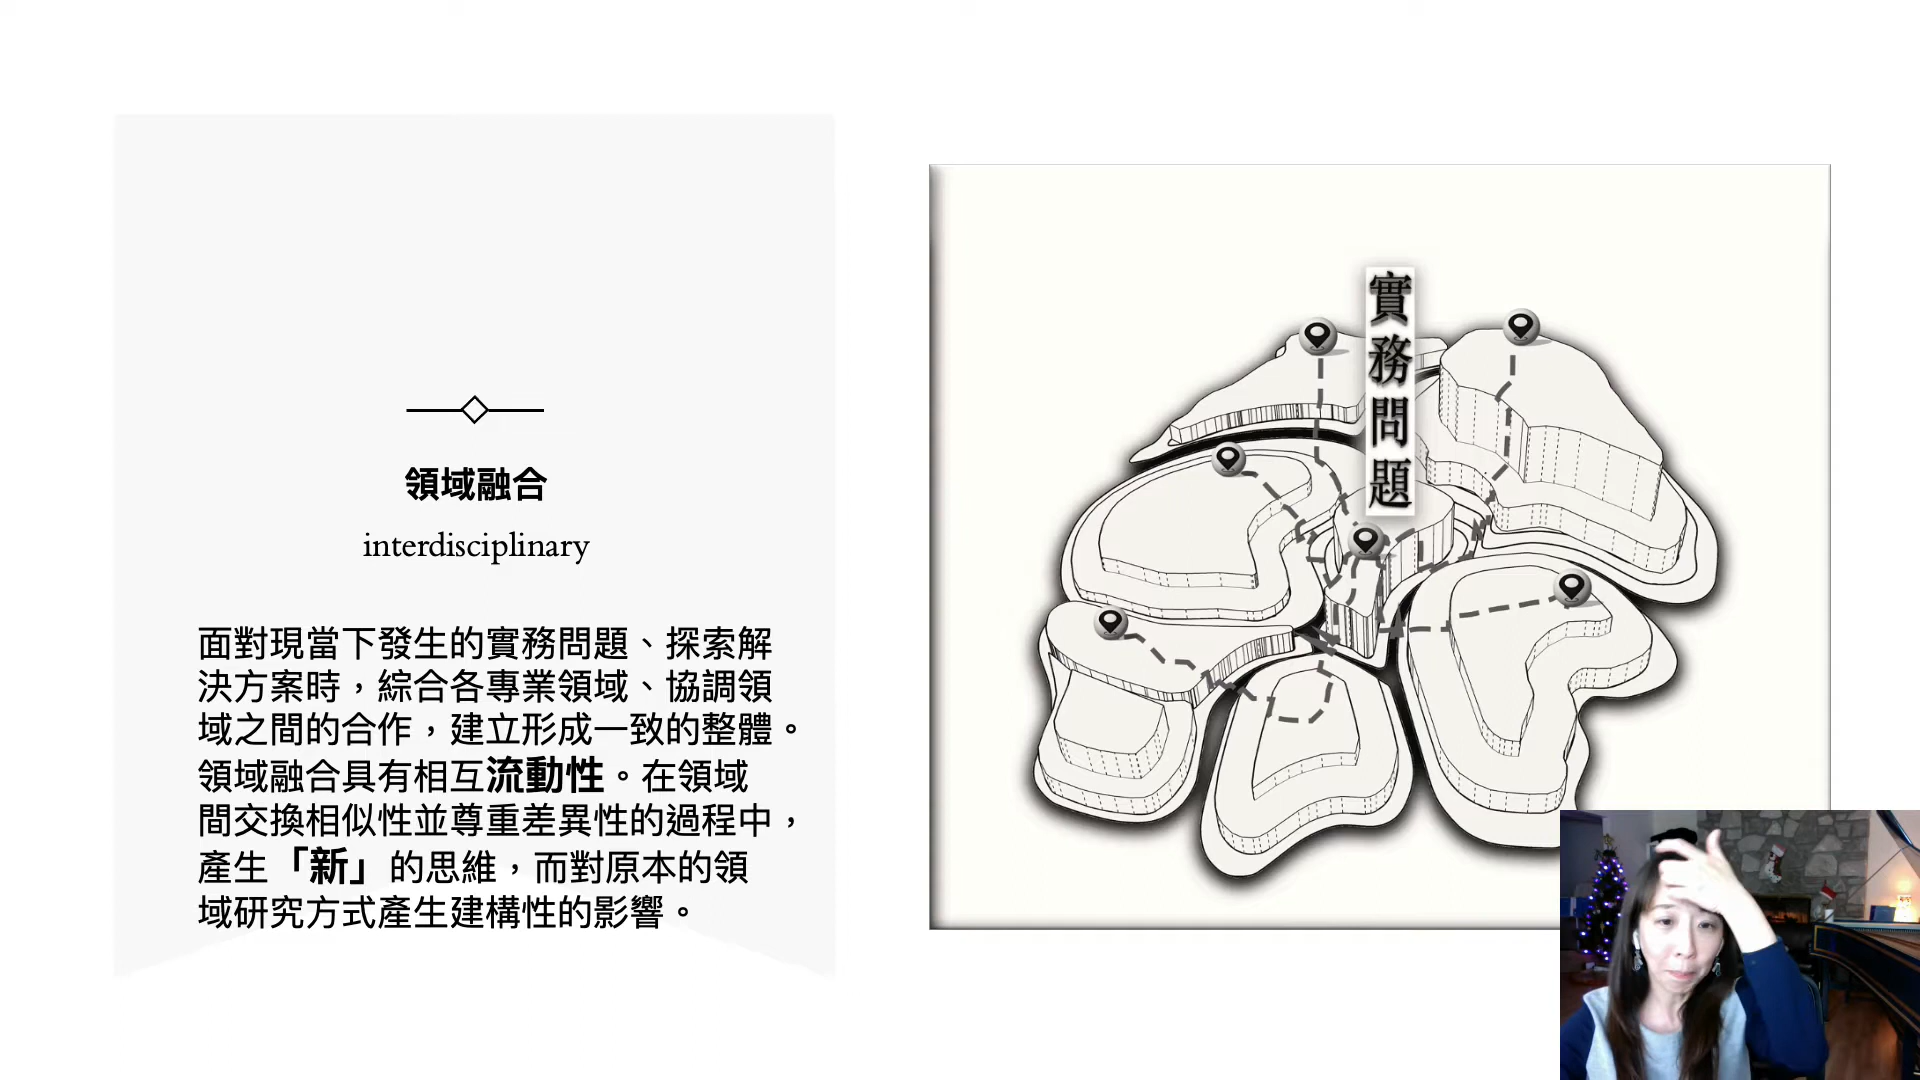 領域融合
interdisciplinary
面對現當下發生的實務問題、探索解
決方案時，綜合各專業領域、協調領
域之間的合作，建立形成一致的整體。
領域融合具有相互流動性。在領域
間交換相似性並尊重差異性的過程中，
產生「新」的思維，而對原本的領
域研究方式產生建構性的影響。
實務問題